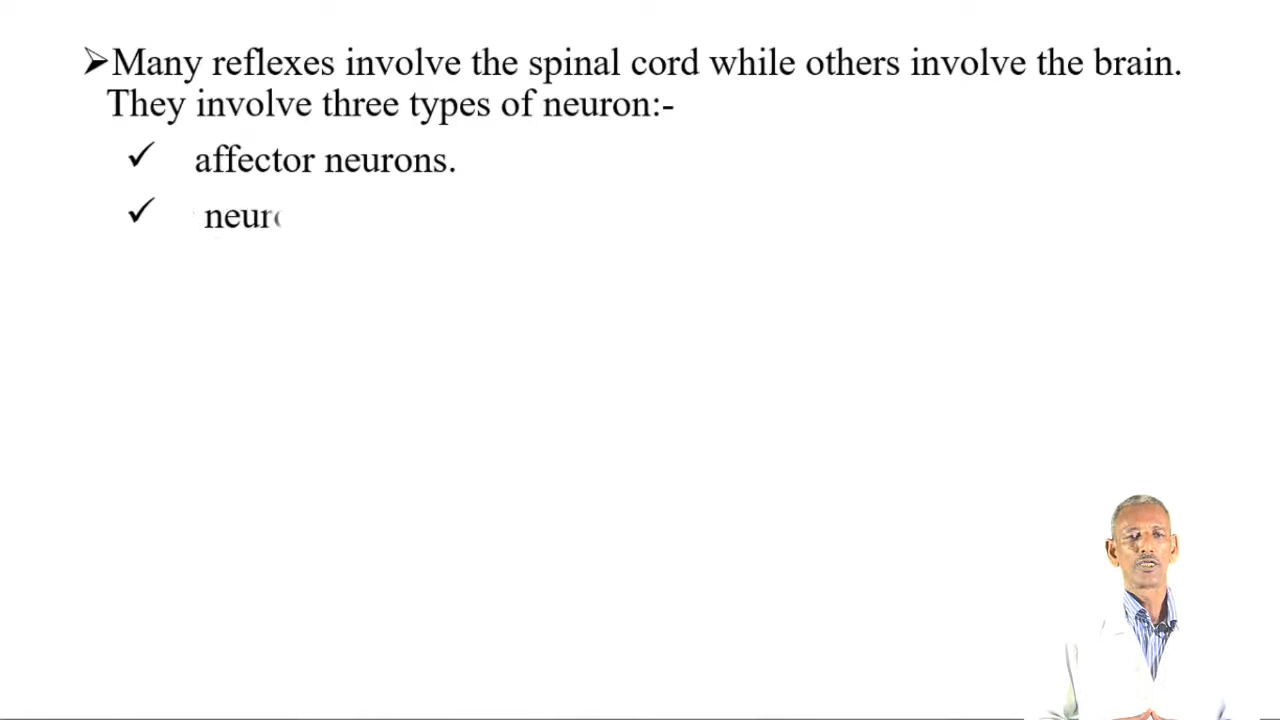 ➢Many reflexes involve the spinal cord while others involve the brain.
They involve three types of neuron:-
✓ affector neurons.
✓